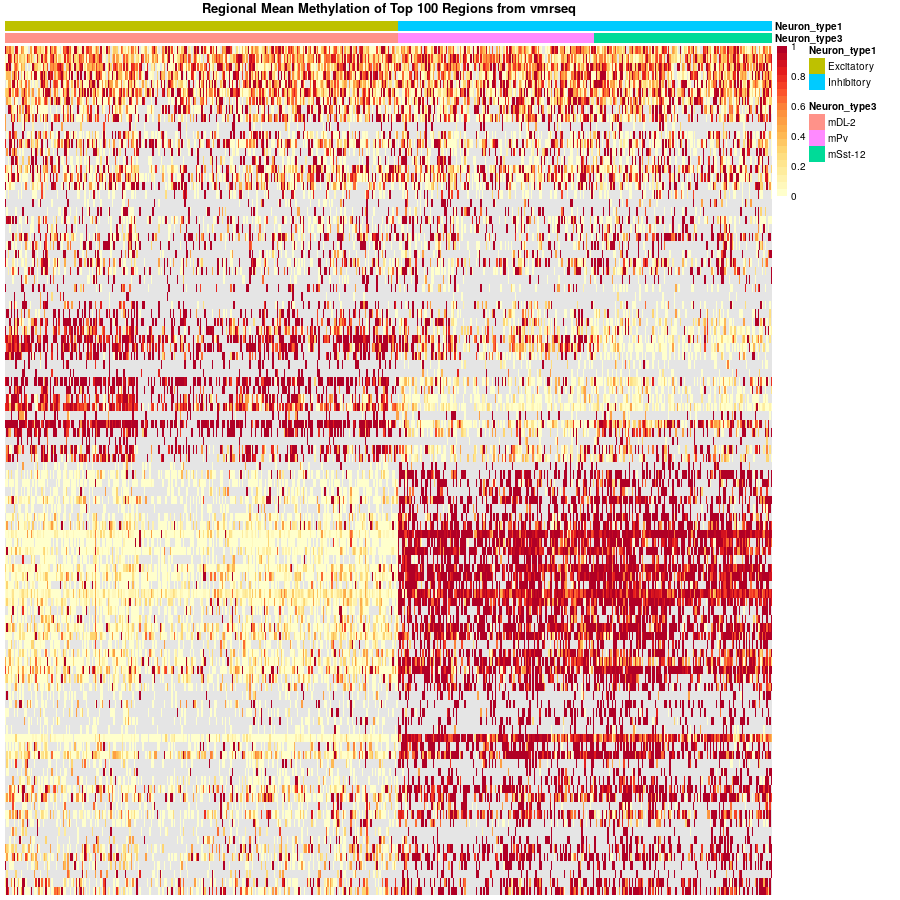 Regional Mean Methylation of Top 100 Regions from vmrseq
Neuron_type1
Neuron_type3
1
0.8
0.6
0.4
0.2
0
Neuron_type1
Excitatory
Inhibitory
Neuron_type3
mDL-2
mPv
mSst-12